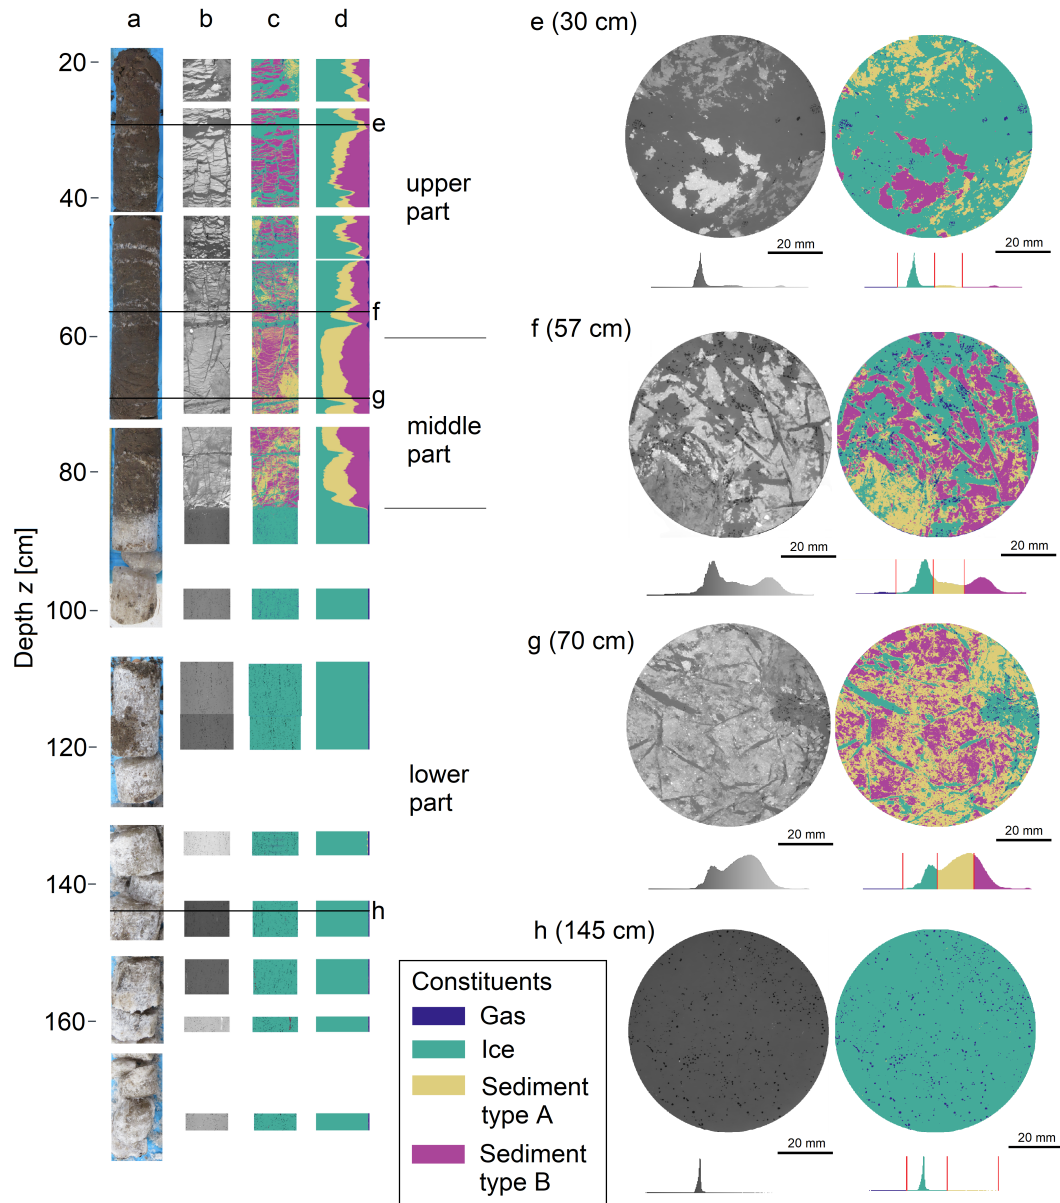 a
b
c
d
e (30 cm)
20
e
upper
part
40
20 mm
20 mm
f
60
f (57 cm)
g
middle
part
80
20 mm
20 mm
Depth z [cm]
100
g (70 cm)
120
lower
part
20 mm
20 mm
140
h
h (145 cm)
160
Constituents
Gas
Ice
Sediment
type A
Sediment
type B
20 mm
20 mm